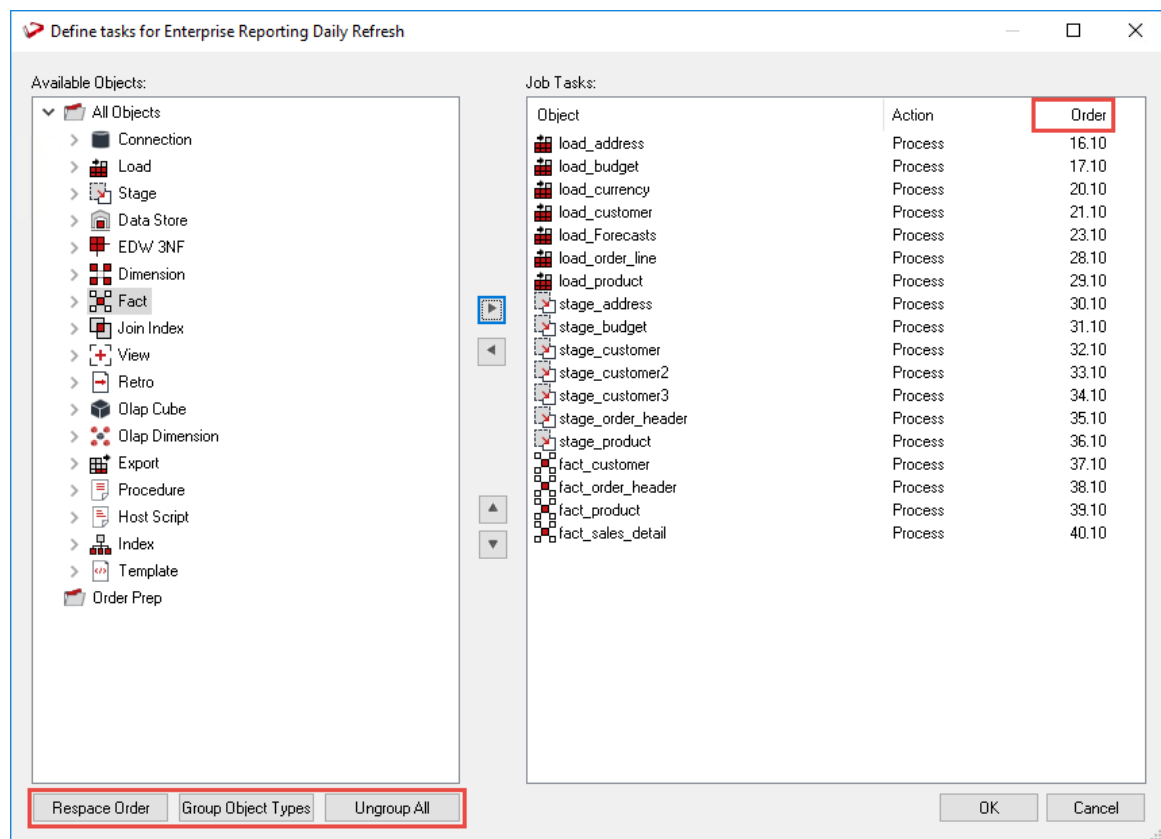 Define tasks for Enterprise Reporting Daily Refresh
Available Objects:
All Objects
Connection
Load
Stage
Data Store
EDW 3NF
Dimension
Fact
Join Index
View
Retro
Olap Cube
Olap Dimension
Export
Procedure
Host Script
Index
Template
Order Prep
Respace Order Group Object Types Ungroup All
Job Tasks:
Object Action Order
load_address Process 16.10
load_budget Process 17.10
load_currency Process 20.10
load_customer Process 21.10
load_Forecasts Process 23.10
load_order_line Process 28.10
load_product Process 29.10
stage_address Process 30.10
stage_budget Process 31.10
stage_customer Process 32.10
stage_customer2 Process 33.10
stage_customer3 Process 34.10
stage_order_header Process 35.10
stage_product Process 36.10
fact_customer Process 37.10
fact_order_header Process 38.10
fact_product Process 39.10
fact_sales_detail Process 40.10
OK Cancel